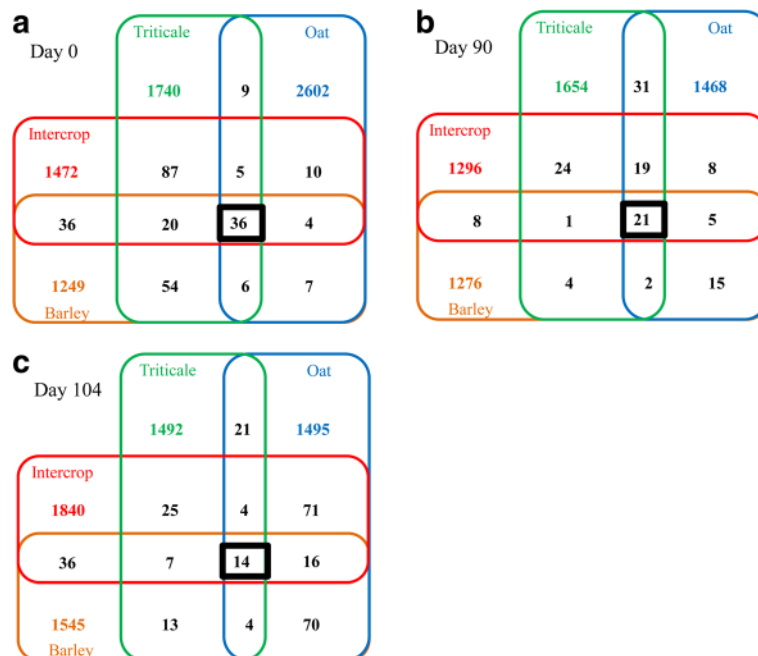 a
Day 0
Triticale
Oat
1740 9 2602
Intercrop
1472 87 5 10
36 20 36 4
1249 54 6 7
Barley
b
Day 90
Triticale
Oat
1654 31 1468
Intercrop
1296 24 19 8
8 1 21 5
1276 4 2 15
Barley
c
Day 104
Triticale
Oat
1492 21 1495
Intercrop
1840 25 4 71
36 7 14 16
1545 13 4 70
Barley